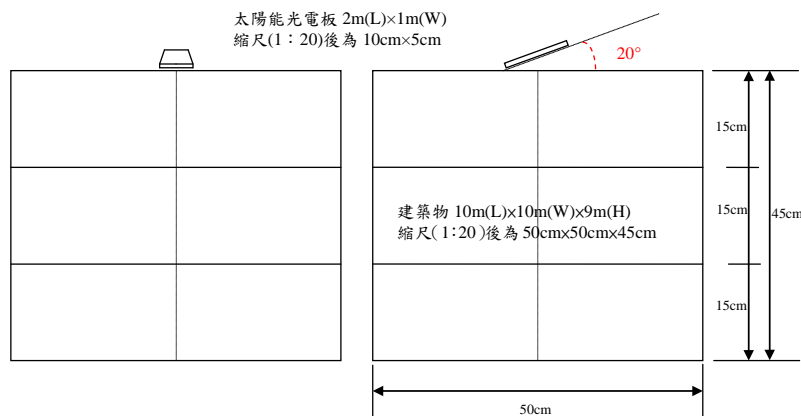 太陽能光電板 2m(L)×1m(W)
縮尺(1：20)後為 10cm×5cm
20°
15cm
建築物 10m(L)×10m(W)×9m(H)
縮尺(1:20)後為 50cm×50cm×45cm
15cm
45cm
15cm
50cm